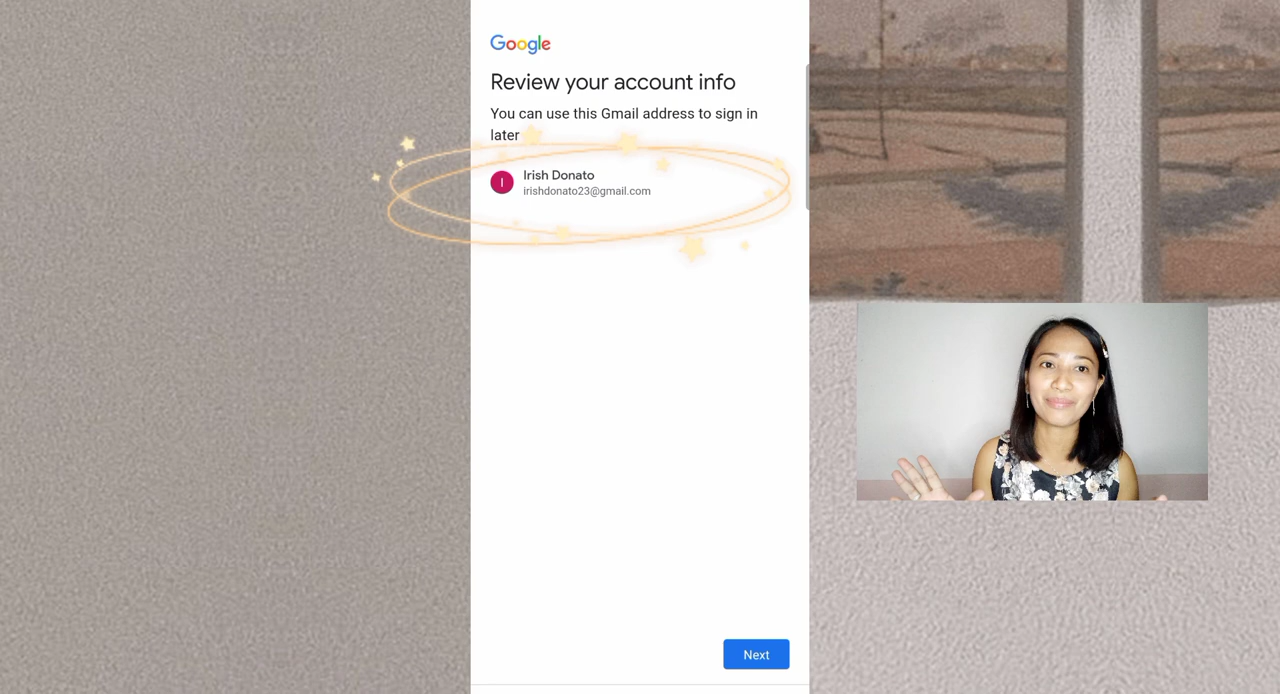 Google
Review your account info
You can use this Gmail address to sign in
later
I
Irish Donato
irishdonato23@gmail.com
Next